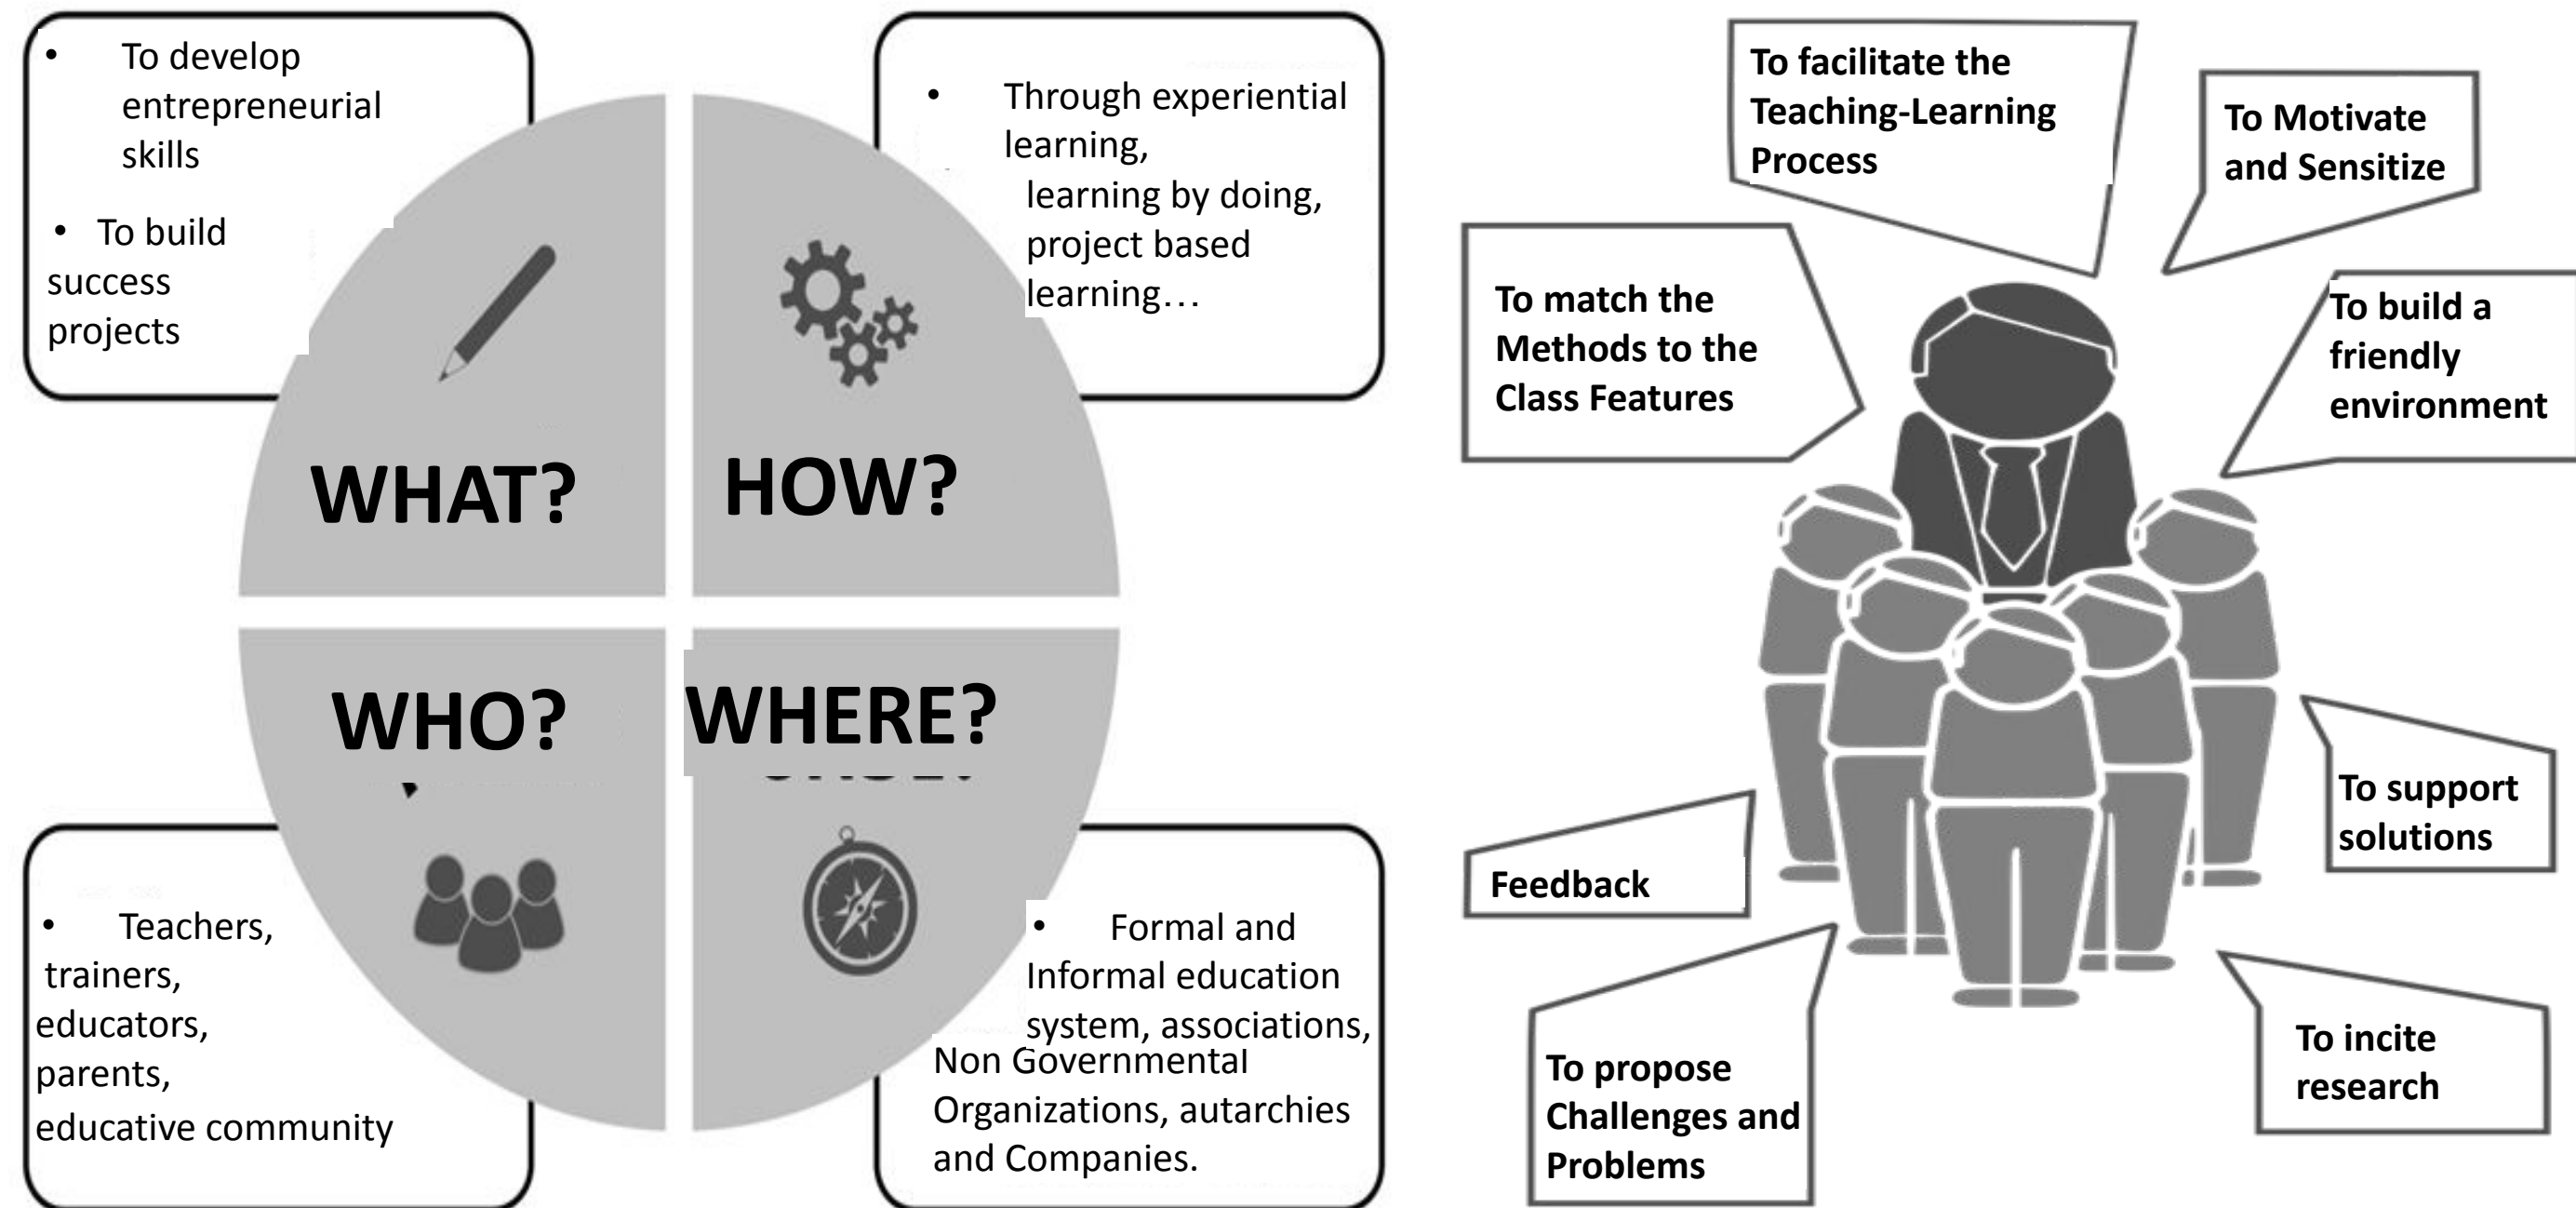 • To develop
entrepreneurial
skills
• To build
success
projects
• Through experiential
learning,
learning by doing,
project based
learning…
WHAT?
HOW?
WHO?
WHERE?
• Teachers,
trainers,
educators,
parents,
educative community
• Formal and
Informal education
system, associations,
Non Governmental
Organizations, autarchies
and Companies.
To facilitate the
Teaching-Learning
Process
To Motivate
and Sensitize
To match the
Methods to the
Class Features
To build a
friendly
environment
To support
solutions
Feedback
To propose
Challenges and
Problems
To incite
research